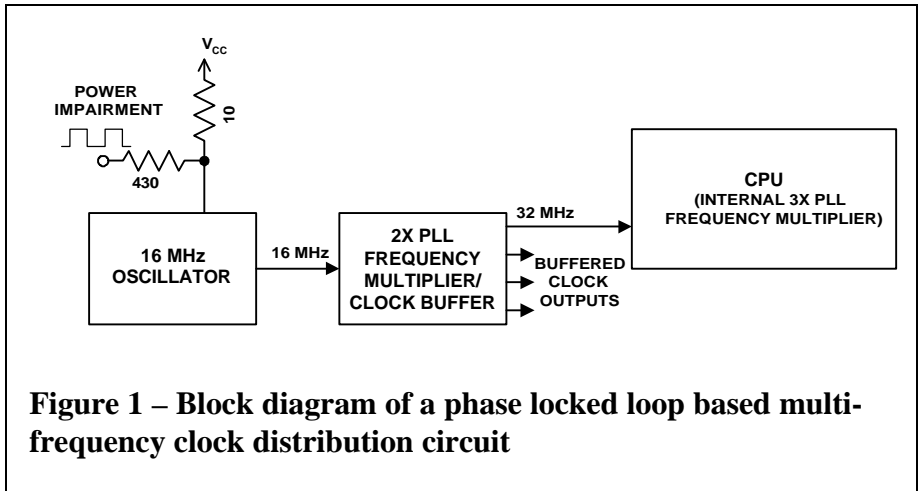 V_CC
POWER
IMPAIRMENT
10
430
16 MHz
OSCILLATOR
16 MHz
2X PLL
FREQUENCY
MULTIPLIER/
CLOCK BUFFER
32 MHz
BUFFERED
CLOCK
OUTPUTS
CPU
(INTERNAL 3X PLL
FREQUENCY MULTIPLIER)
Figure 1 – Block diagram of a phase locked loop based multi-
frequency clock distribution circuit